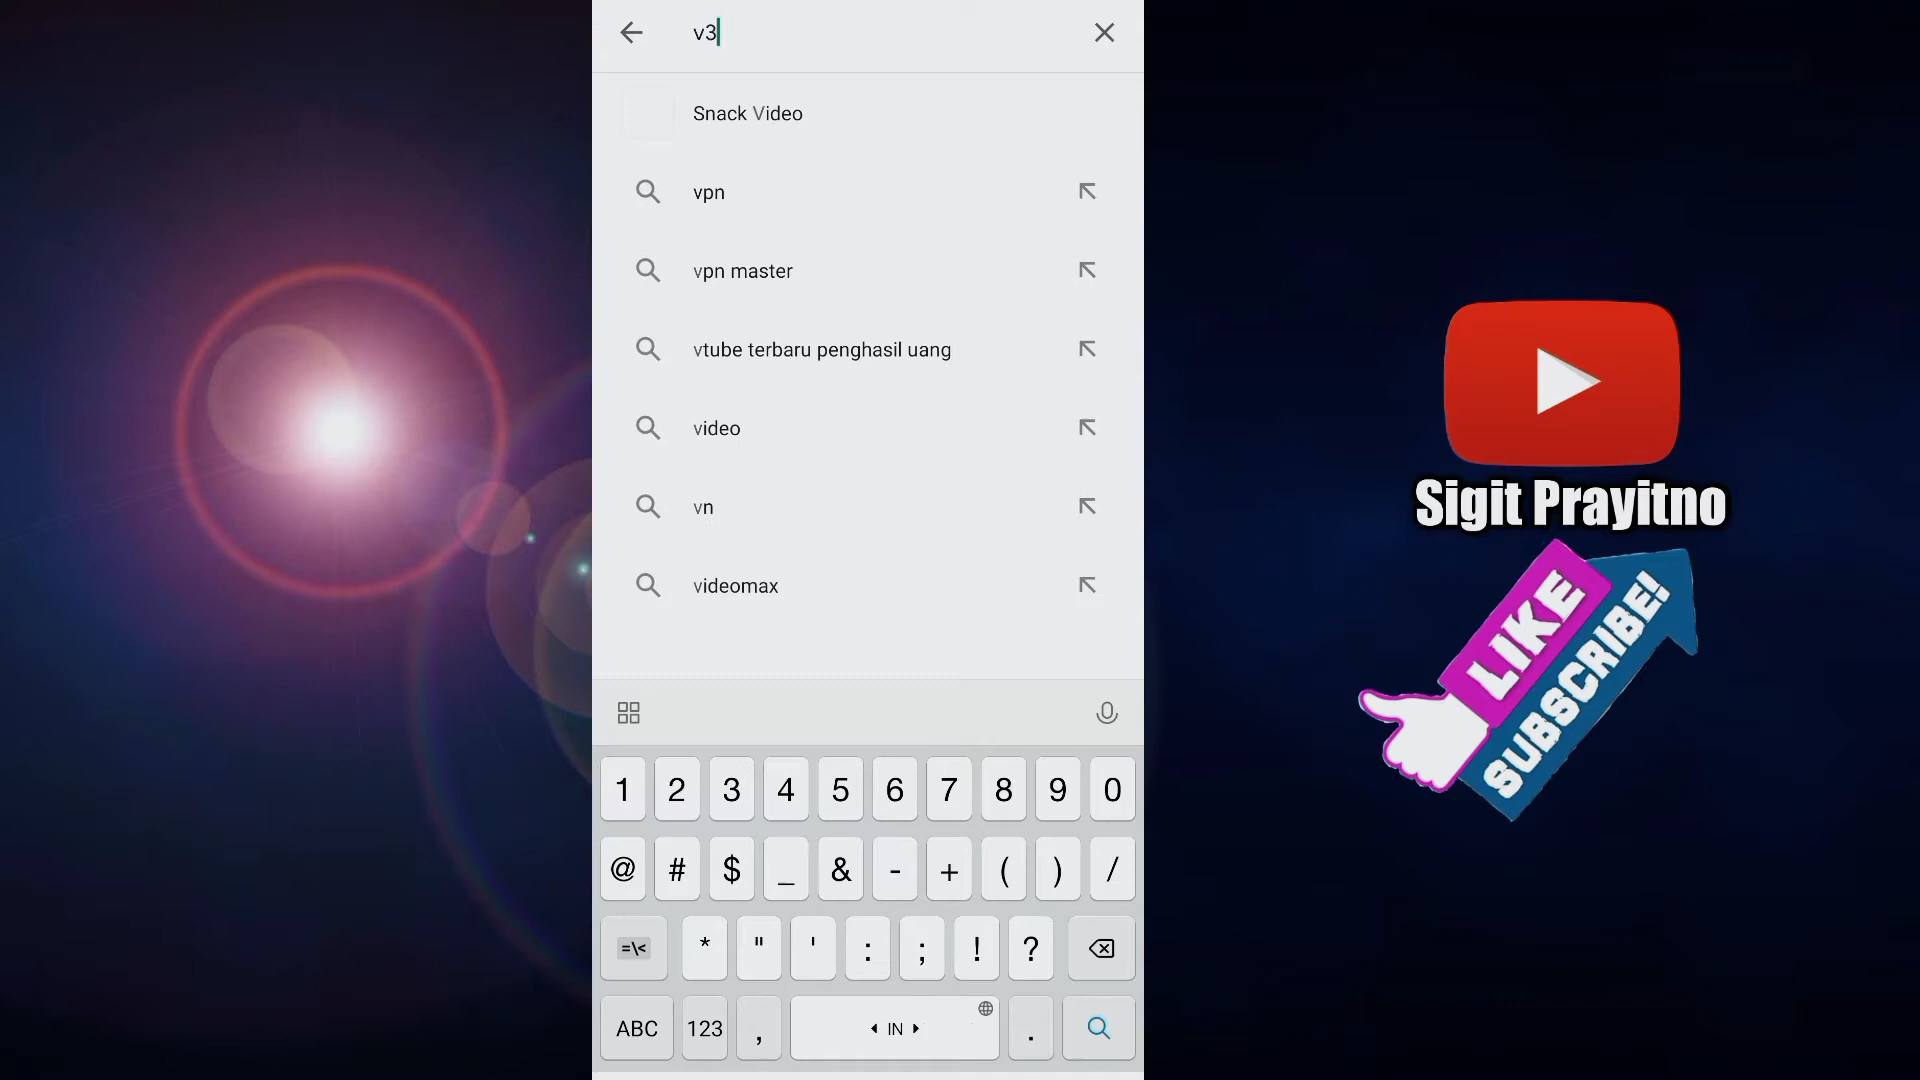 v3
Snack Video
vpn
vpn master
vtube terbaru penghasil uang
video
vn
videomax
1 2 3 4 5 6 7 8 9 0
@ # $ _ & - + ( ) /
=\< * " ' : ; ! ?
ABC 123 , IN .
Sigit Prayitno
LIKE
SUBSCRIBE!